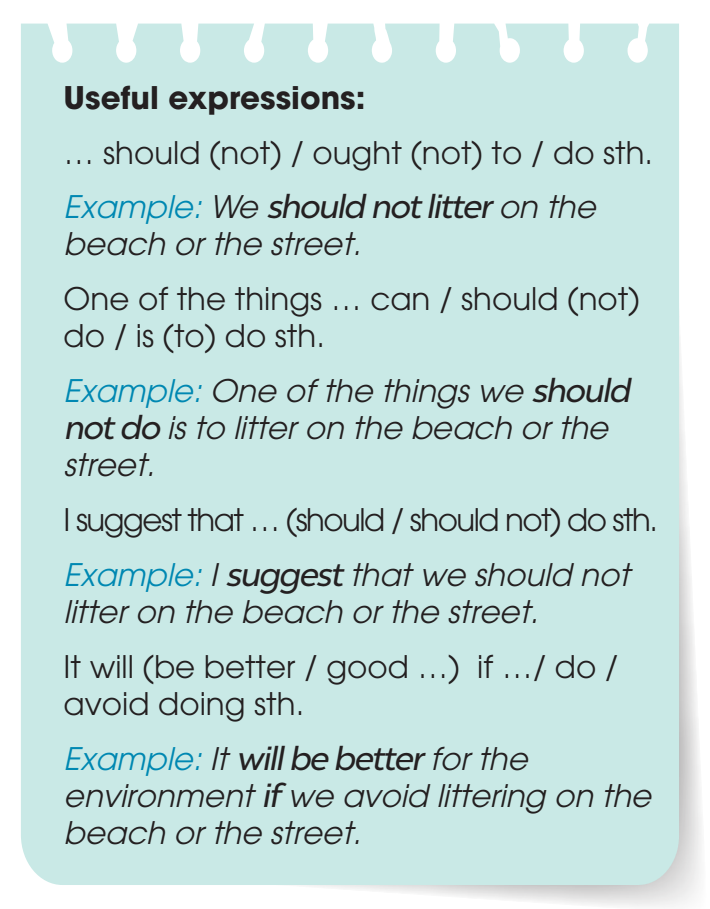 Useful expressions:
… should (not) / ought (not) to / do sth.
Example: We should not litter on the
beach or the street.
One of the things … can / should (not)
do / is (to) do sth.
Example: One of the things we should
not do is to litter on the beach or the
street.
I suggest that … (should / should not) do sth.
Example: I suggest that we should not
litter on the beach or the street.
It will (be better / good …) if …/ do /
avoid doing sth.
Example: It will be better for the
environment if we avoid littering on the
beach or the street.